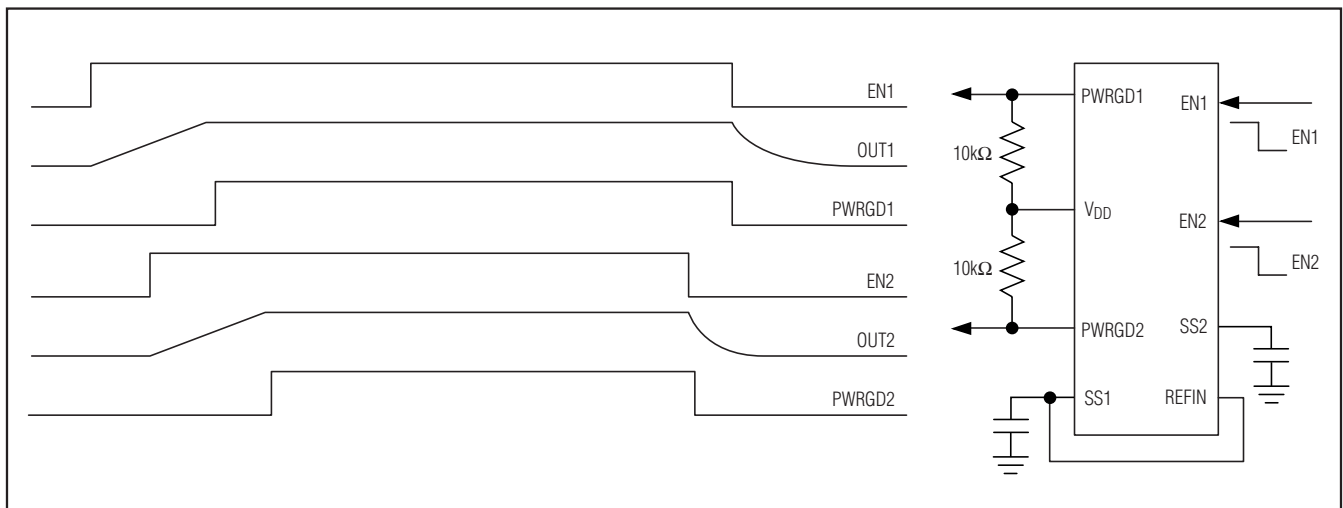 EN1
OUT1
PWRGD1
EN2
OUT2
PWRGD2
PWRGD1
EN1
EN1
10kΩ
VDD
EN2
EN2
10kΩ
PWRGD2
SS2
SS1
REFIN